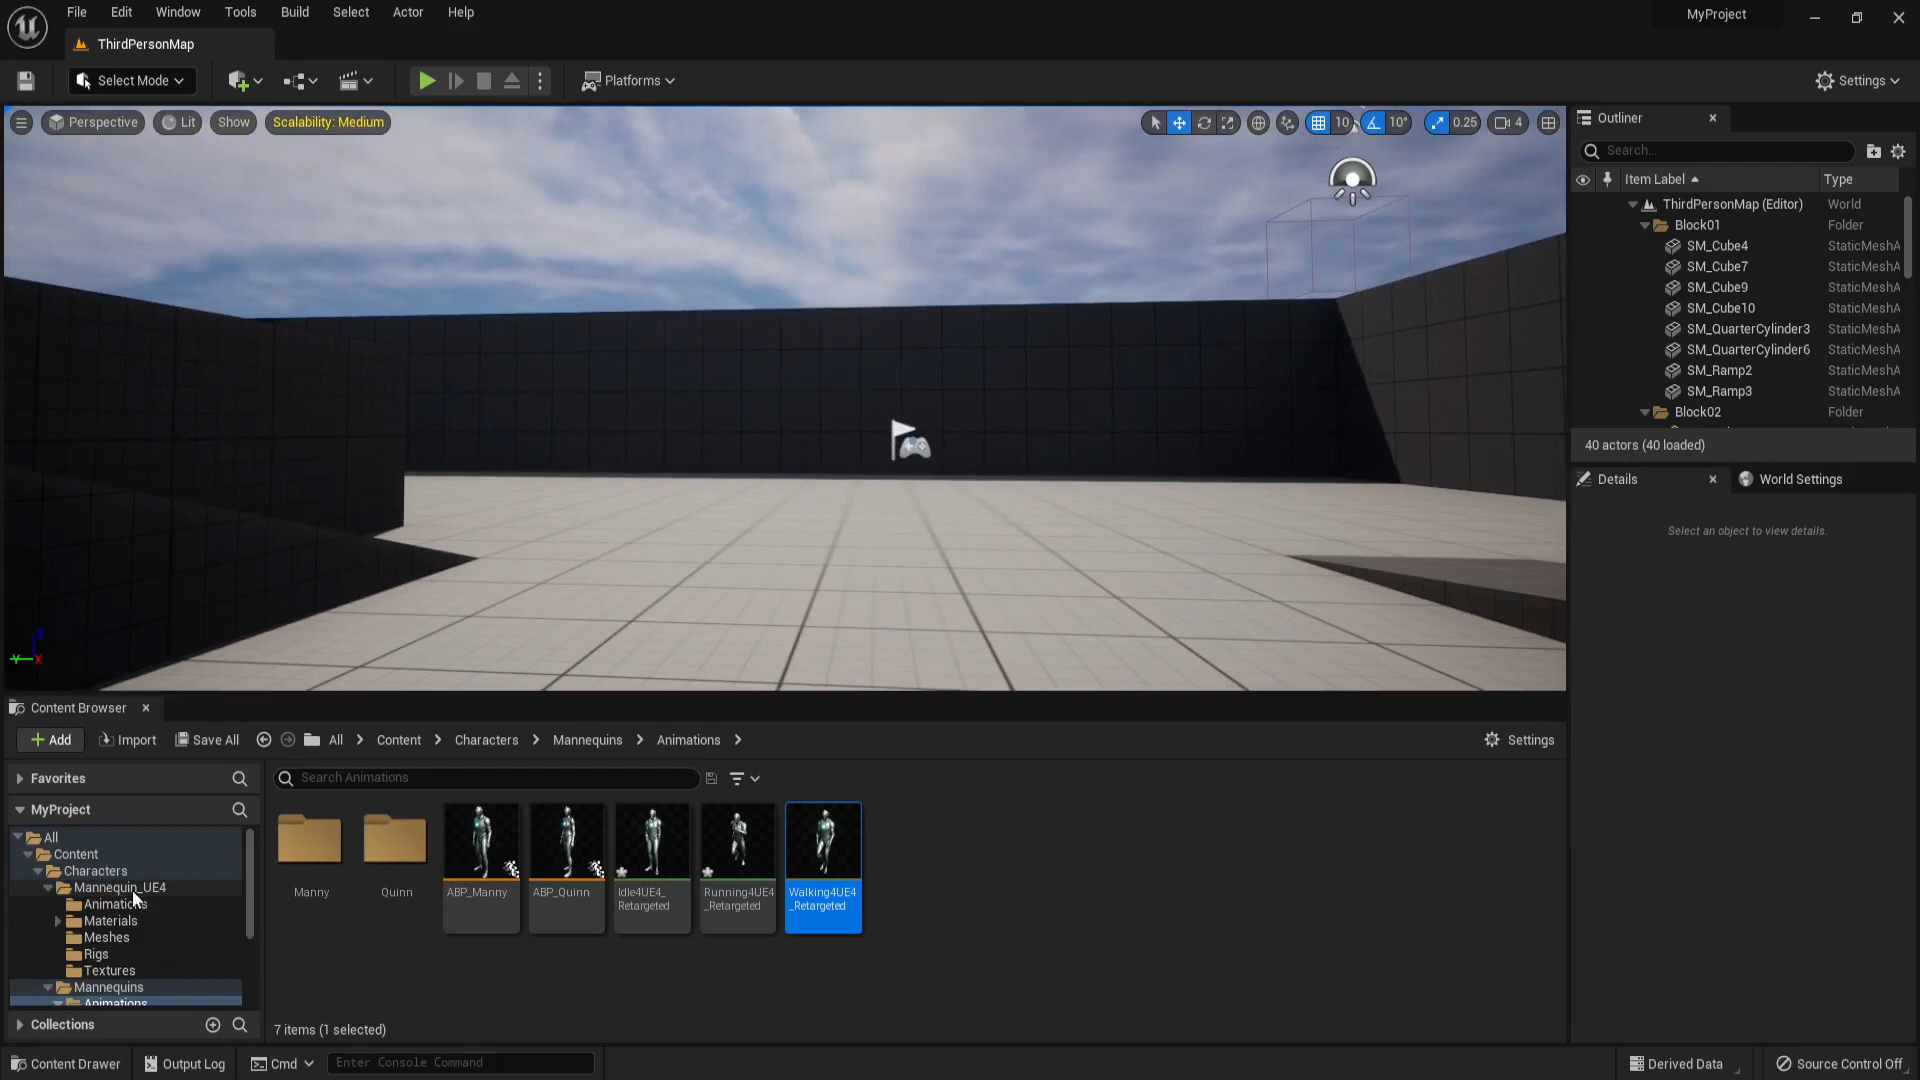 File Edit Window Tools Build Select Actor Help
MyProject
ThirdPersonMap
Select Mode
Platforms
Settings
Perspective Lit Show Scalability: Medium
10 10° 0.25 4
Outliner
Search...
Item Label Type
ThirdPersonMap (Editor) World
Block01 Folder
SM_Cube4 StaticMeshA
SM_Cube7 StaticMeshA
SM_Cube9 StaticMeshA
SM_Cube10 StaticMeshA
SM_QuarterCylinder3 StaticMeshA
SM_QuarterCylinder6 StaticMeshA
SM_Ramp2 StaticMeshA
SM_Ramp3 StaticMeshA
Block02 Folder
40 actors (40 loaded)
Details
World Settings
Select an object to view details.
Z
Y X
Content Browser
Add Import Save All All Content Characters Mannequins Animations
Settings
Favorites
MyProject
All
Content
Characters
Mannequin_UE4
Animations
Materials
Meshes
Rigs
Textures
Mannequins
Animations
Collections
Search Animations
Manny
Quinn
ABP_Manny
ABP_Quinn
Idle4UE4_
Retargeted
Running4UE4
_Retargeted
Walking4UE4
_Retargeted
7 items (1 selected)
Content Drawer Output Log Cmd Enter Console Command
Derived Data Source Control Off